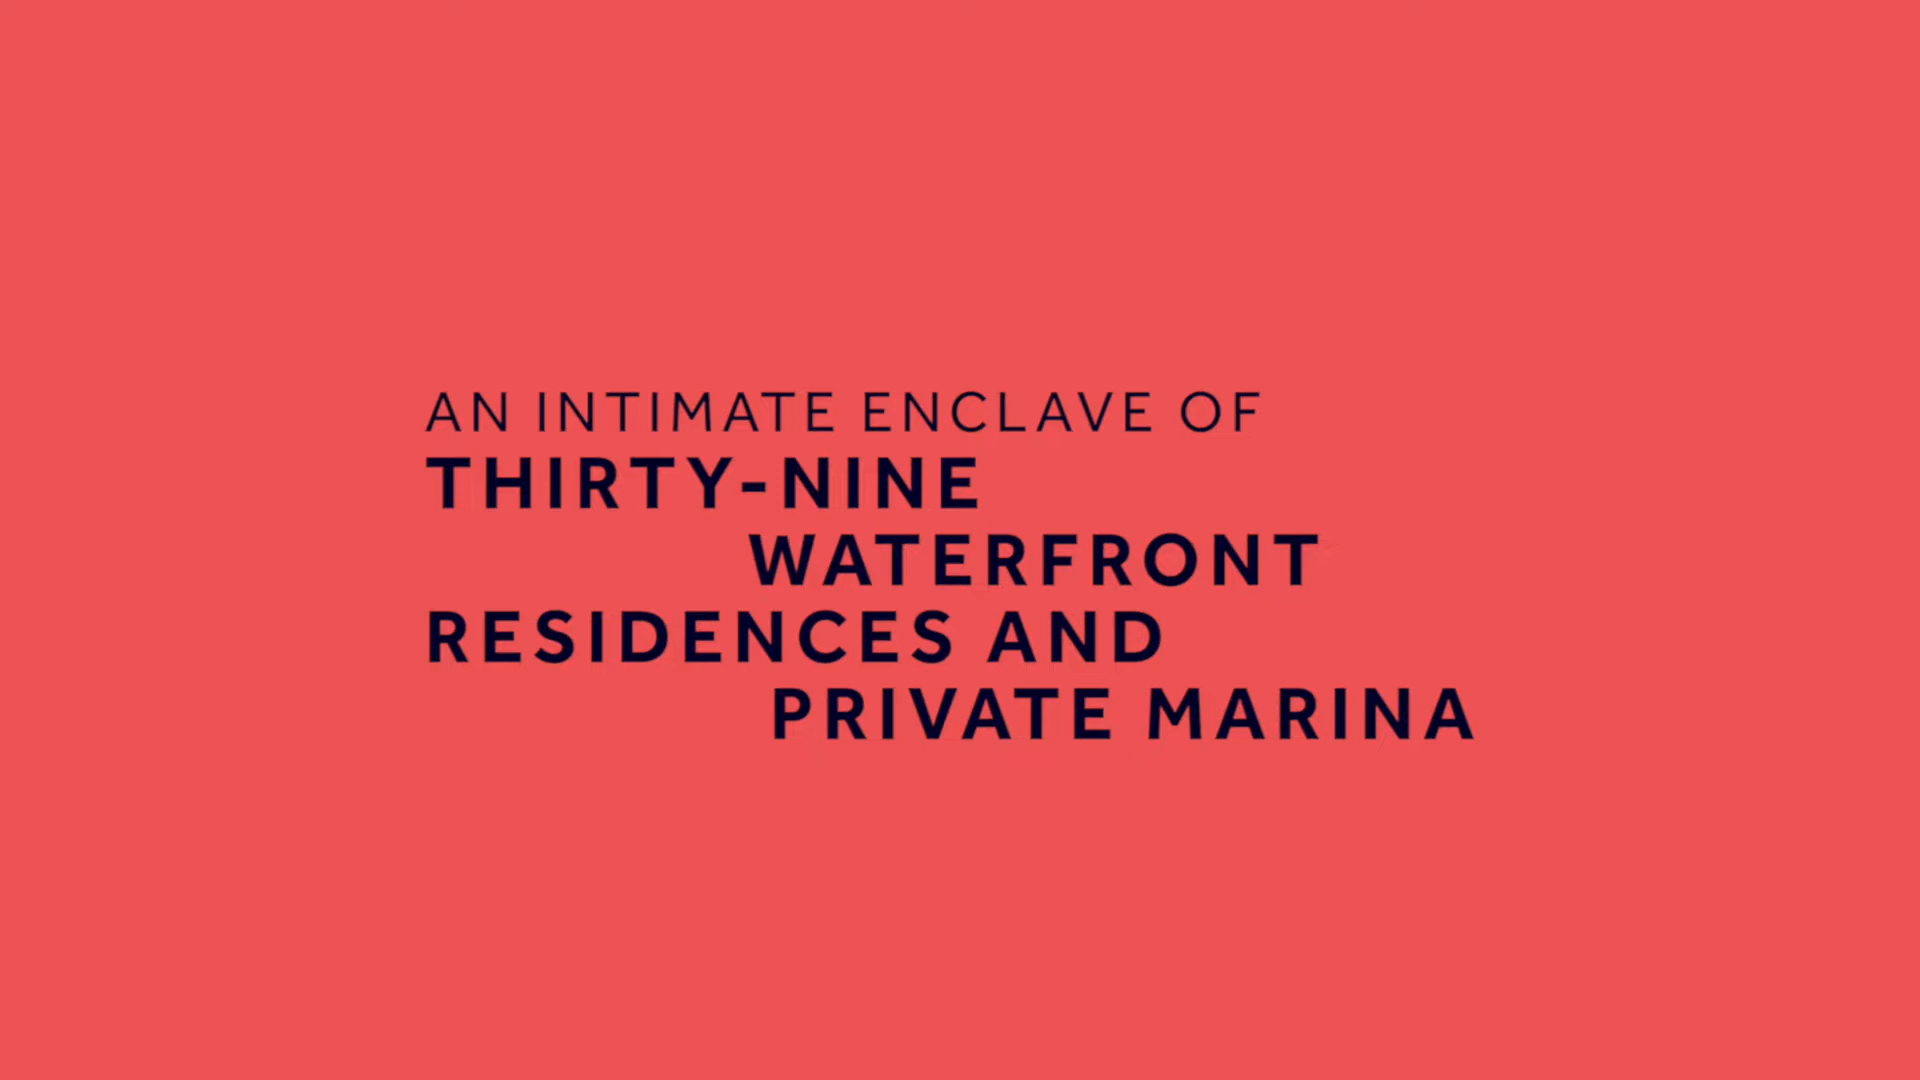 AN INTIMATE ENCLAVE OF
THIRTY-NINE
WATERFRONT
RESIDENCES AND
PRIVATE MARINA